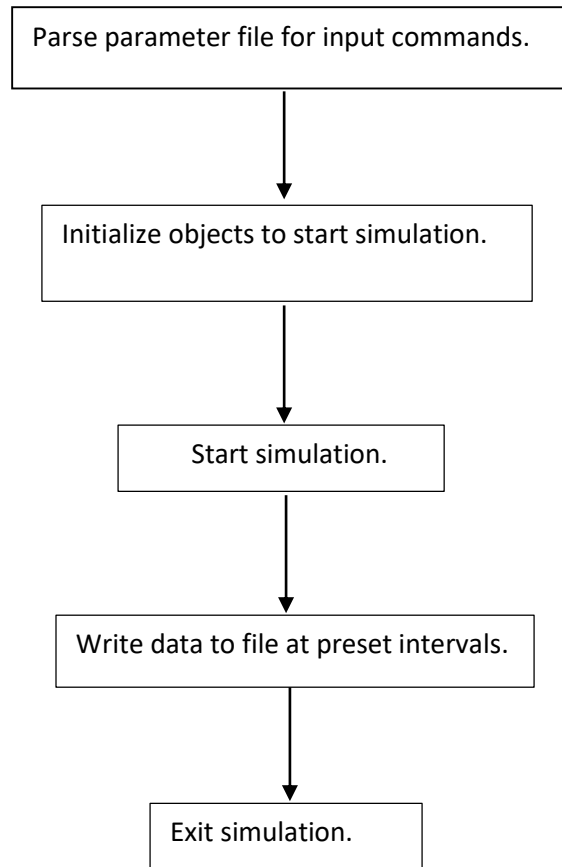 Parse parameter file for input commands.
Initialize objects to start simulation.
Start simulation.
Write data to file at preset intervals.
Exit simulation.